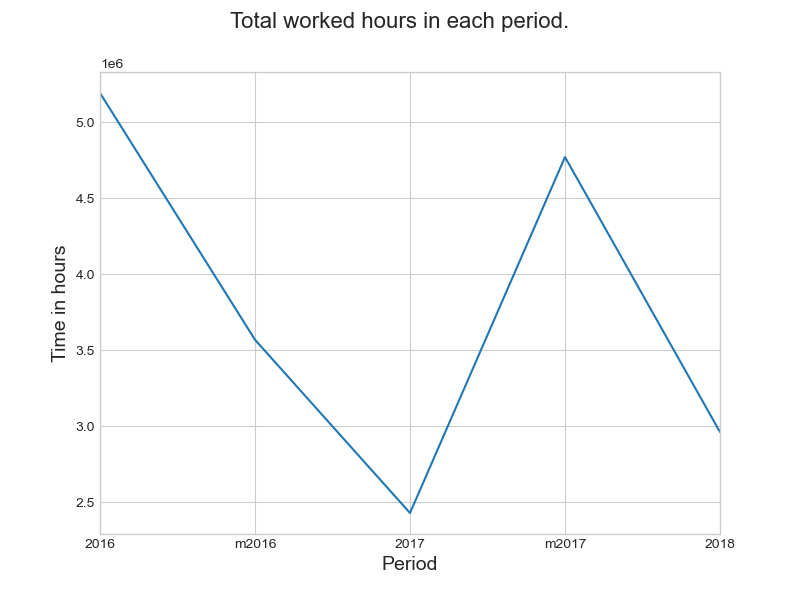 Total worked hours in each period.
1e6
5.0
4.5
4.0
3.5
3.0
2.5
Time in hours
2016 m2016 2017 m2017 2018
Period